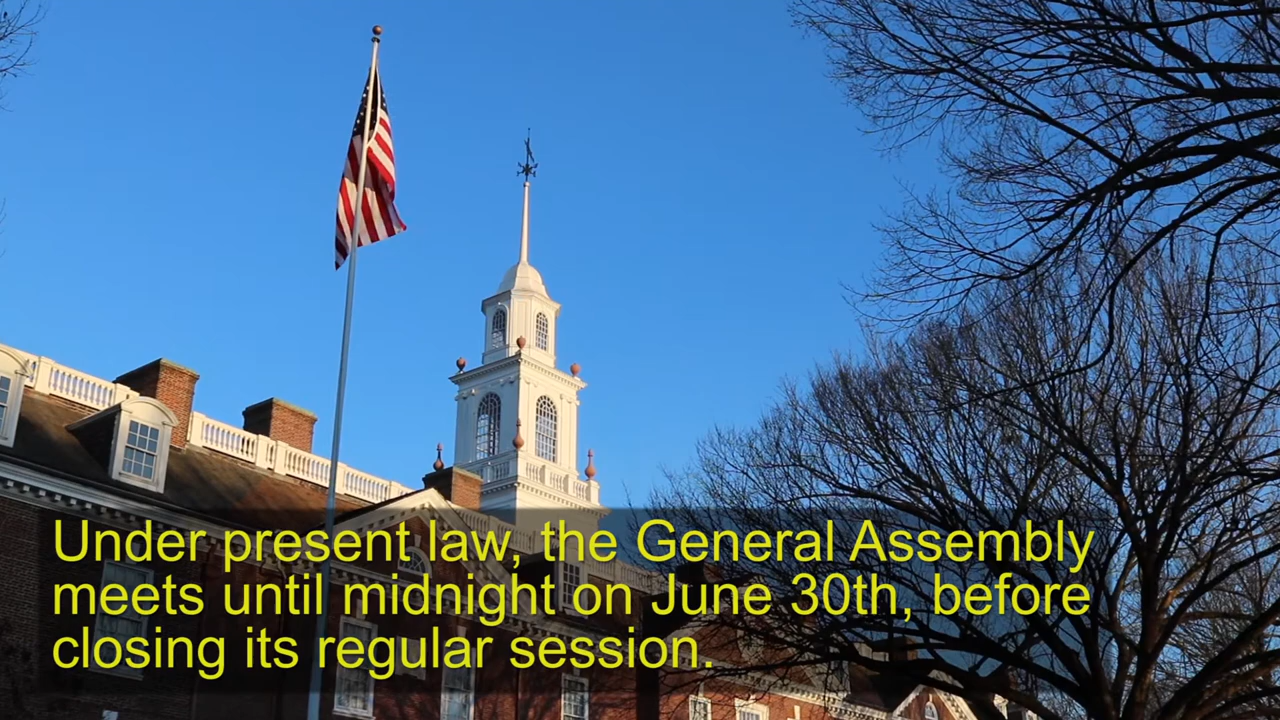 Under present law, the General Assembly
meets until midnight on June 30th, before
closing its regular session.